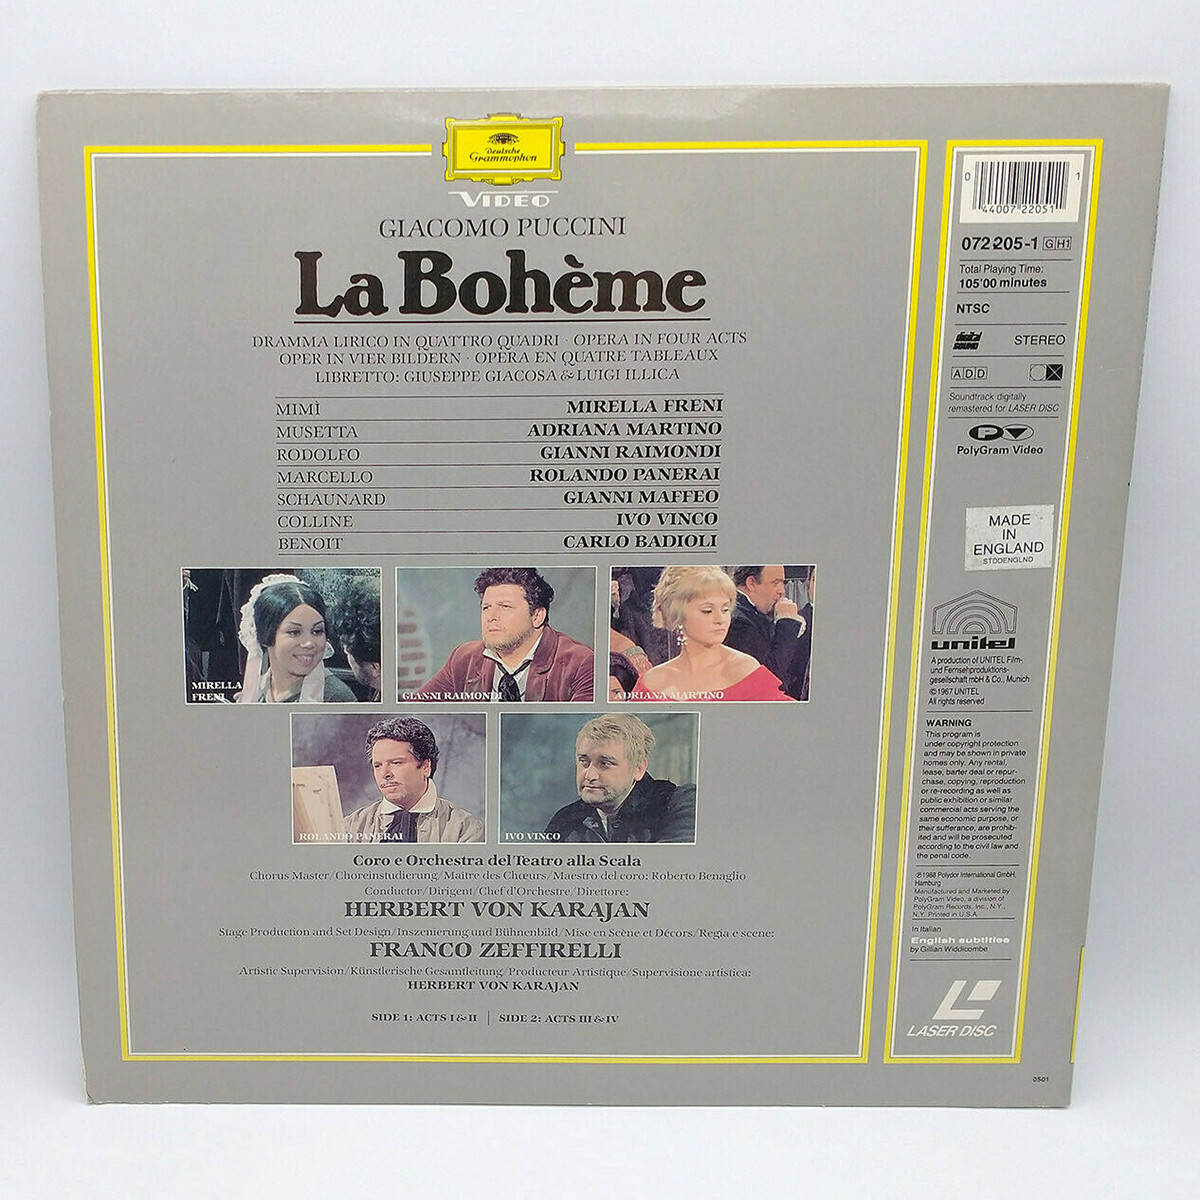 Deutsche
Grammophon
VIDEO
GIACOMO PUCCINI
La Bohème
DRAMMA LIRICO IN QUATTRO QUADRI · OPERA IN FOUR ACTS
OPER IN VIER BILDERN · OPÉRA EN QUATRE TABLEAUX
LIBRETTO: GIUSEPPE GIACOSA & LUIGI ILLICA
MIMÌ MIRELLA FRENI
MUSETTA ADRIANA MARTINO
RODOLFO GIANNI RAIMONDI
MARCELLO ROLANDO PANERAI
SCHAUNARD GIANNI MAFFEO
COLLINE IVO VINCO
BENOIT CARLO BADIOLI
MIRELLA
FRENI
GIANNI RAIMONDI
ADRIANA MARTINO
ROLANDO PANERAI
IVO VINCO
Coro e Orchestra del Teatro alla Scala
Chorus Master/Choreinstudierung/Maître des Chœurs/Maestro del coro: Roberto Benaglio
Conductor/Dirigent/Chef d'Orchestre/Direttore:
HERBERT VON KARAJAN
Stage Production and Set Design/Inszenierung und Bühnenbild/Mise en Scène et Décors/Regia e scene:
FRANCO ZEFFIRELLI
Artistic Supervision/Künstlerische Gesamtleitung/Producteur Artistique/Supervisione artistica:
HERBERT VON KARAJAN
SIDE 1: ACTS I & II | SIDE 2: ACTS III & IV
0 44007 22051 1
072 205-1 GH1
Total Playing Time:
105'00 minutes
NTSC
digital sound STEREO
ADD
Soundtrack digitally
remastered for LASER DISC
PolyGram Video
MADE
IN
ENGLAND
STDDENGLND
unitel
A production of UNITEL Film-
und Fernsehproduktions-
gesellschaft mbH & Co., Munich
©1967 UNITEL
All rights reserved
WARNING
This program is
under copyright protection
and may be shown in private
homes only. Any rental,
lease, barter deal or repur-
chase, copying, reproduction
or re-recording as well as
public exhibition or similar
commercial acts serving the
same economic purpose, or
their sufferance, are prohib-
ited and will be prosecuted
according to the civil law and
the penal code.
℗1988 Polydor International GmbH,
Hamburg
Manufactured and Marketed by
PolyGram Video, a division of
PolyGram Records, Inc., N.Y.,
N.Y. Printed in U.S.A.
In Italian
English subtitles
by Gillian Widdicombe
LASER DISC
0501